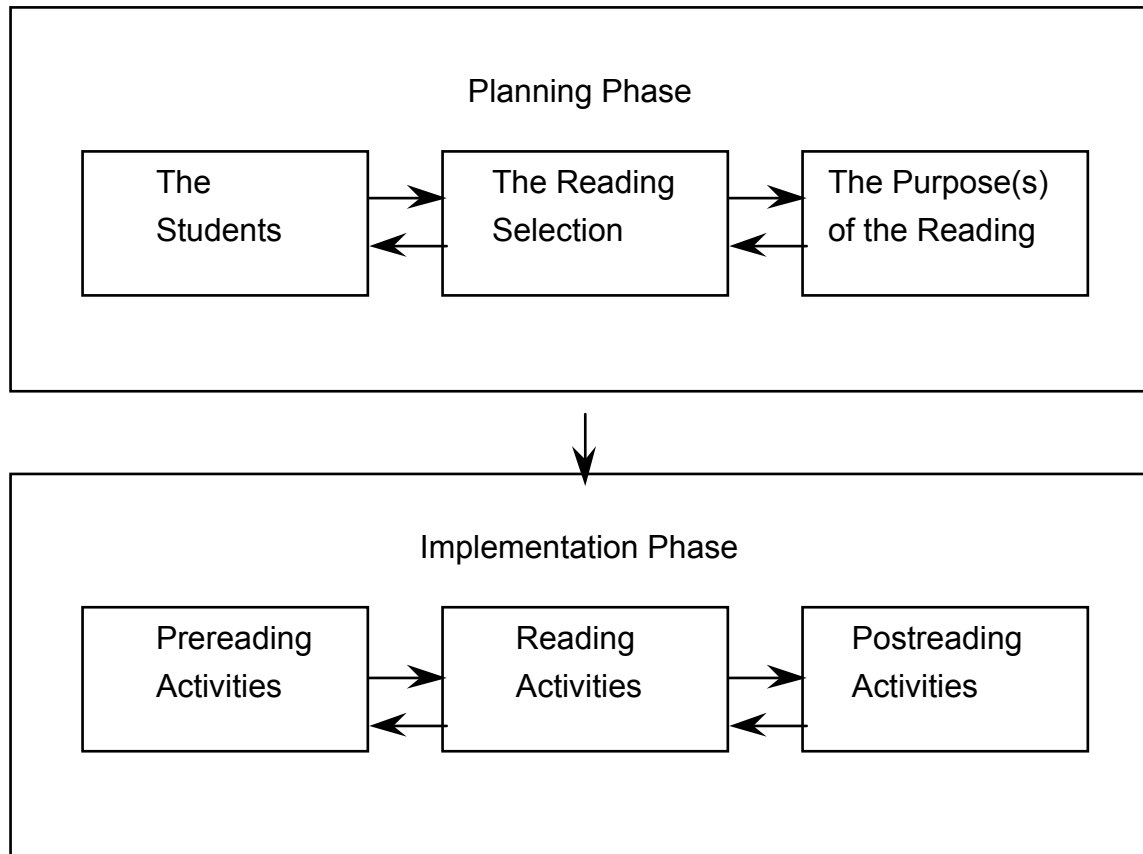 Planning Phase
The
Students
The Reading
Selection
The Purpose(s)
of the Reading
Implementation Phase
Prereading
Activities
Reading
Activities
Postreading
Activities